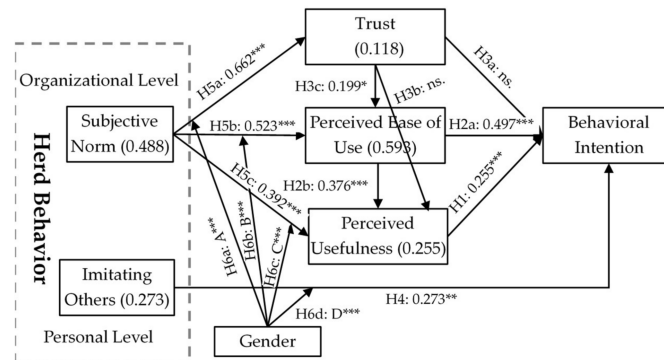 Trust
(0.118)
H5a: 0.662***
H3a: ns.
Organizational Level
H3c: 0.199*
H3b: ns.
Herd Behavior
Subjective
Norm (0.488)
H5b: 0.523***
Perceived Ease of
Use (0.593)
H2a: 0.497***
Behavioral
Intention
H5c: 0.392***
H2b: 0.376***
H1: 0.255***
Perceived
Usefulness (0.255)
H6a: A***
H6b: B***
H6c: C***
Imitating
Others (0.273)
H4: 0.273**
H6d: D***
Personal Level
Gender